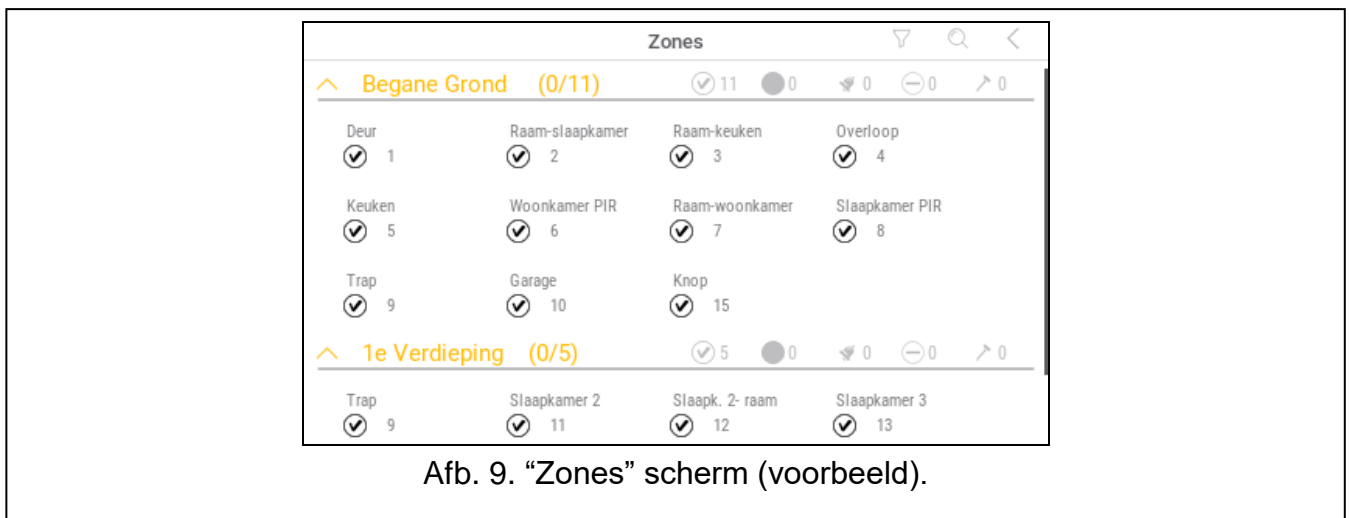 Zones
Begane Grond (0/11) 11 0 0 0 0
Deur Raam-slaapkamer Raam-keuken Overloop
1 2 3 4
Keuken Woonkamer PIR Raam-woonkamer Slaapkamer PIR
5 6 7 8
Trap Garage Knop
9 10 15
1e Verdieping (0/5) 5 0 0 0 0
Trap Slaapkamer 2 Slaapk. 2- raam Slaapkamer 3
9 11 12 13
Afb. 9. “Zones” scherm (voorbeeld).